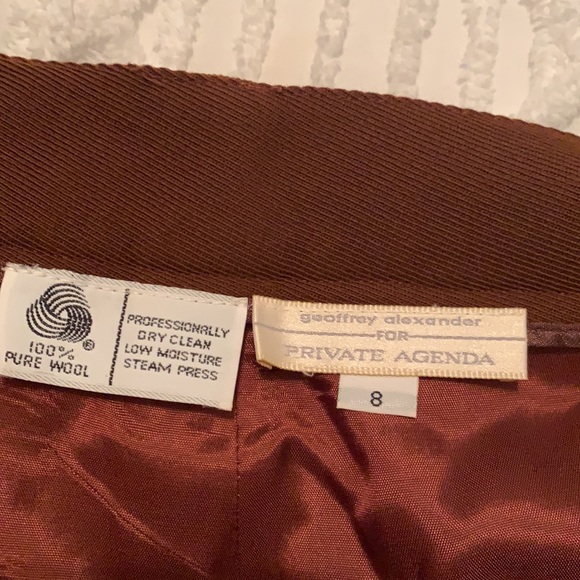 100%
PURE WOOL
®
PROFESSIONALLY
DRY CLEAN
LOW MOISTURE
STEAM PRESS
geoffrey alexander
FOR
PRIVATE AGENDA
8